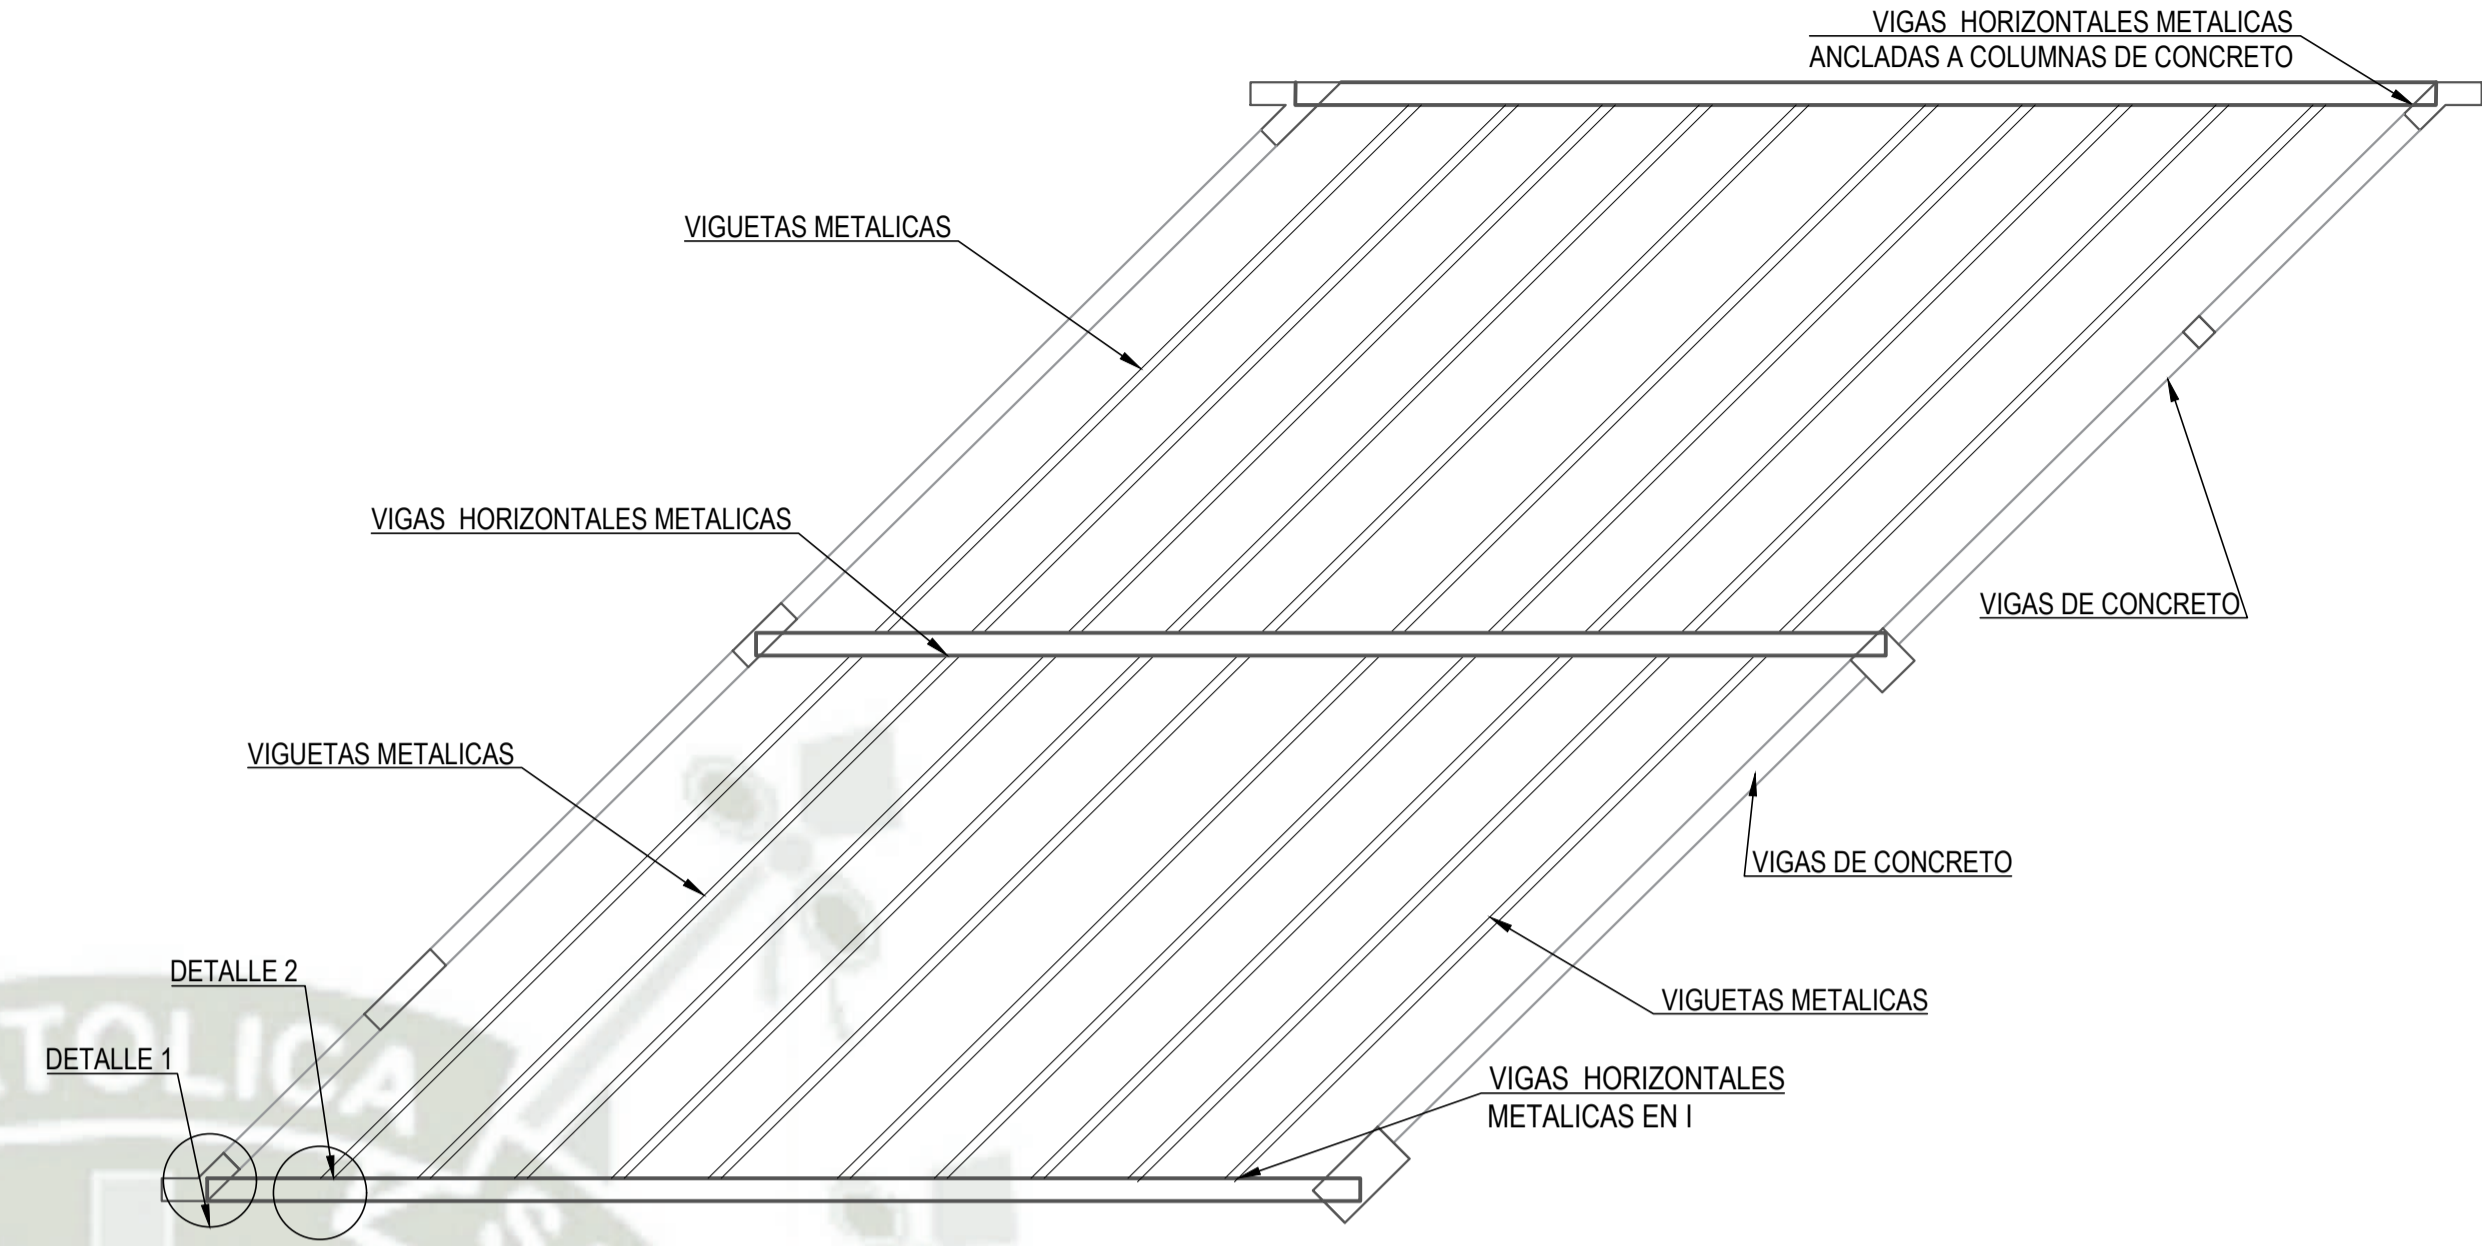 VIGAS HORIZONTALES METALICAS
ANCLADAS A COLUMNAS DE CONCRETO
VIGUETAS METALICAS
VIGAS HORIZONTALES METALICAS
VIGAS DE CONCRETO
VIGUETAS METALICAS
VIGAS DE CONCRETO
DETALLE 2
VIGUETAS METALICAS
DETALLE 1
VIGAS HORIZONTALES
METALICAS EN I
TOLICA